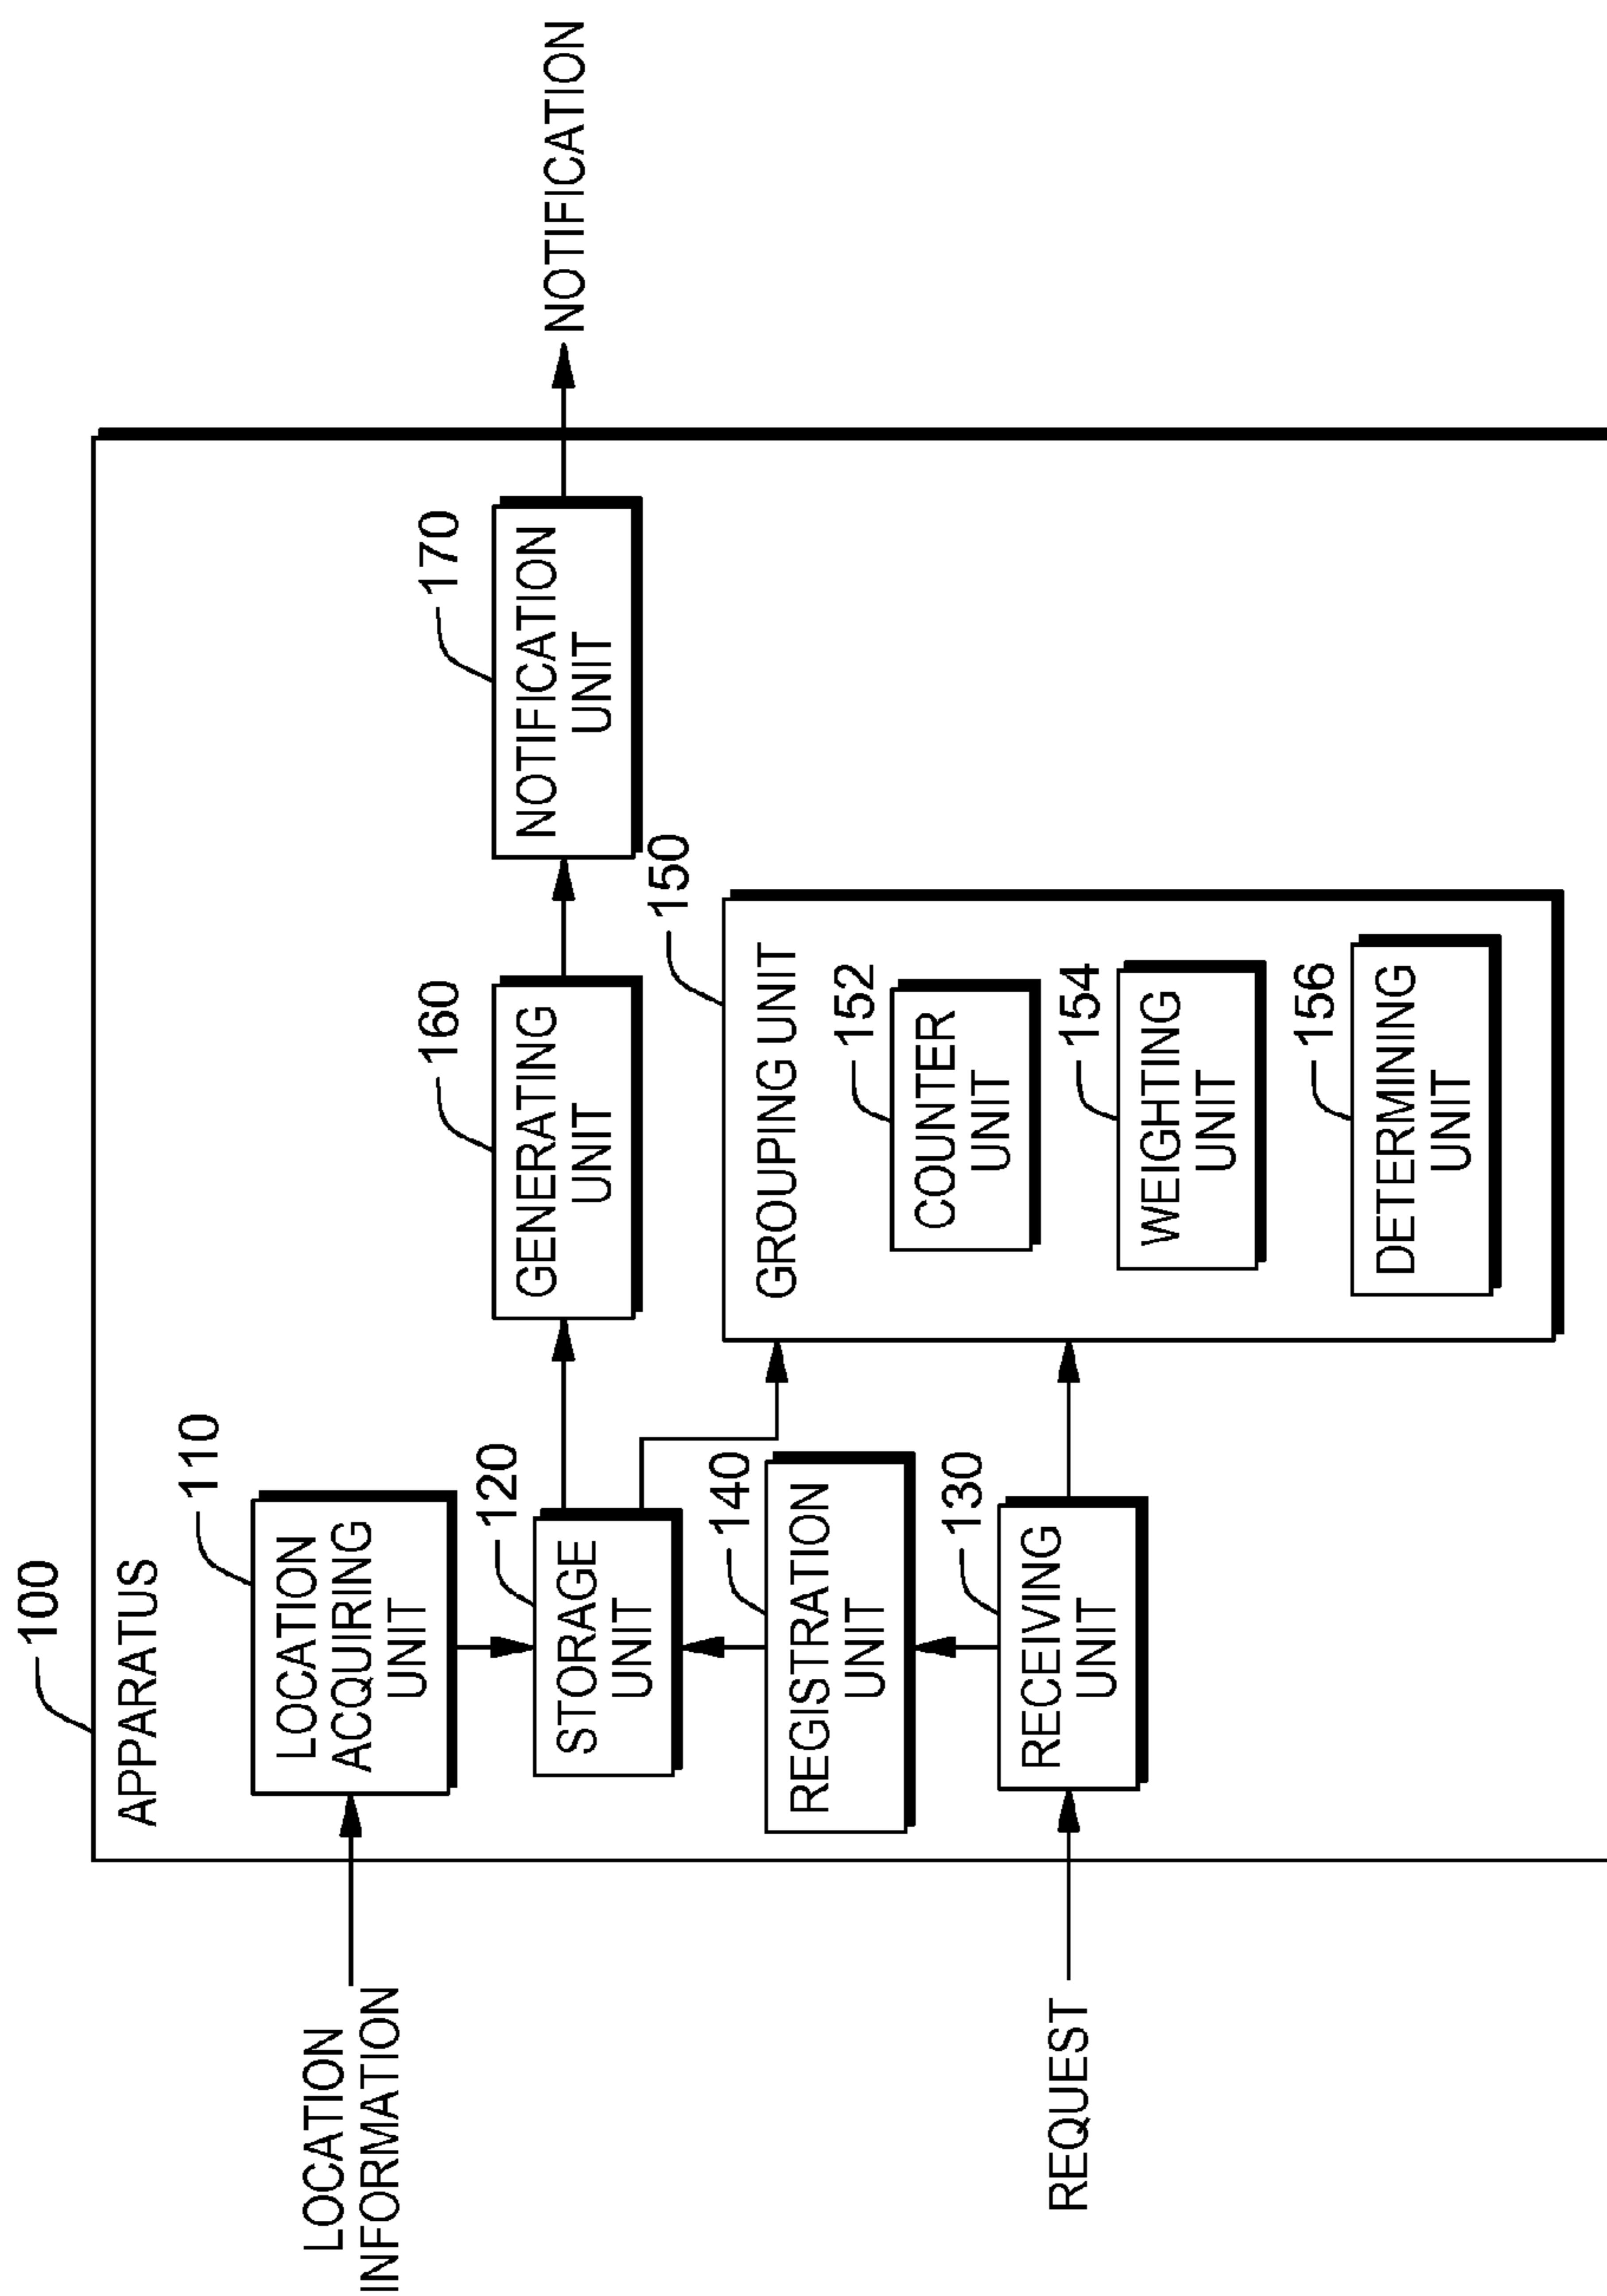 100
APPARATUS
LOCATION
INFORMATION
110
LOCATION
ACQUIRING
UNIT
120
STORAGE
UNIT
160
GENERATING
UNIT
170
NOTIFICATION
UNIT
NOTIFICATION
140
REGISTRATION
UNIT
REQUEST
130
RECEIVING
UNIT
150
GROUPING UNIT
152
COUNTER
UNIT
154
WEIGHTING
UNIT
156
DETERMINING
UNIT